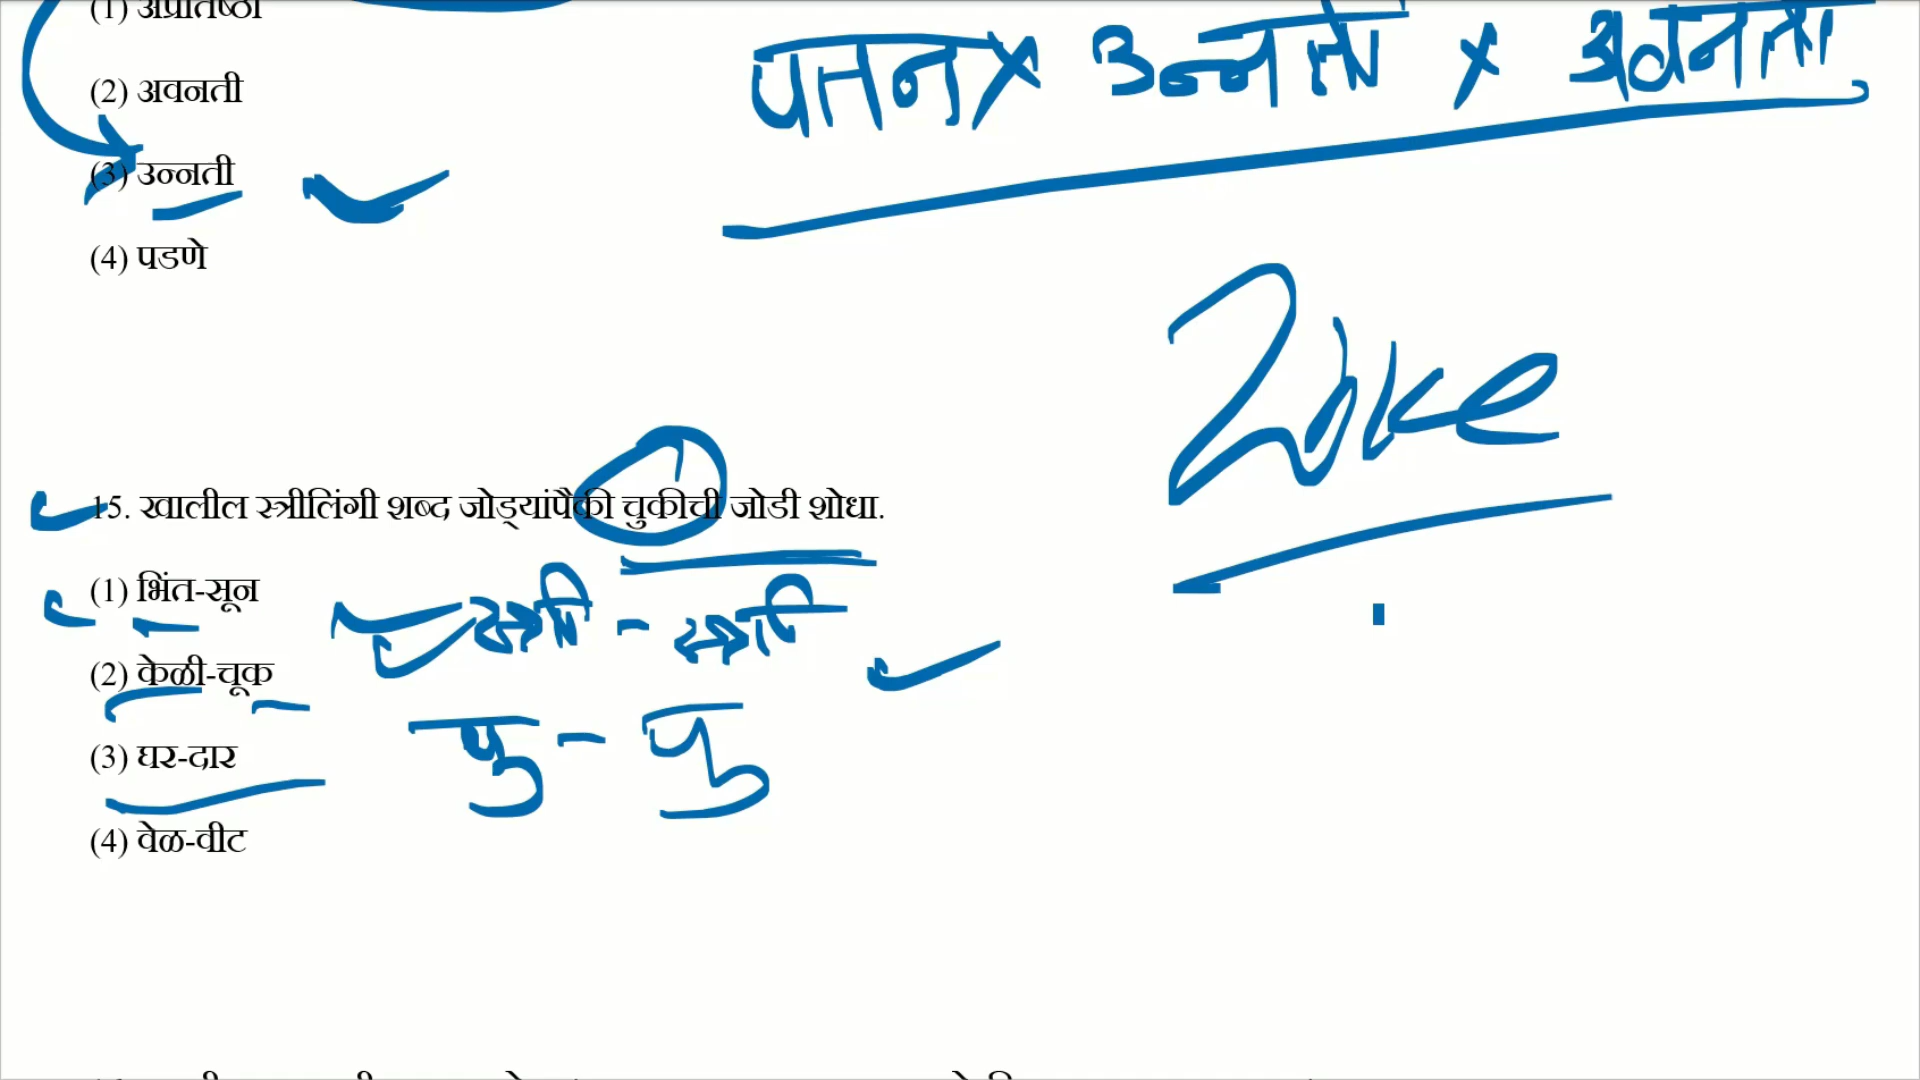 (1) अप्रतिष्ठा
पतन x उन्नती x अवनती
(2) अवनती
(3) उन्नती
(4) पडणे
15. खालील स्त्रीलिंगी शब्द जोड्यांपैकी चुकीची जोडी शोधा.
(1) भिंत-सून
स्त्री - स्त्री
(2) केळी-चूक
पु - पु
(3) घर-दार
(4) वेळ-वीट